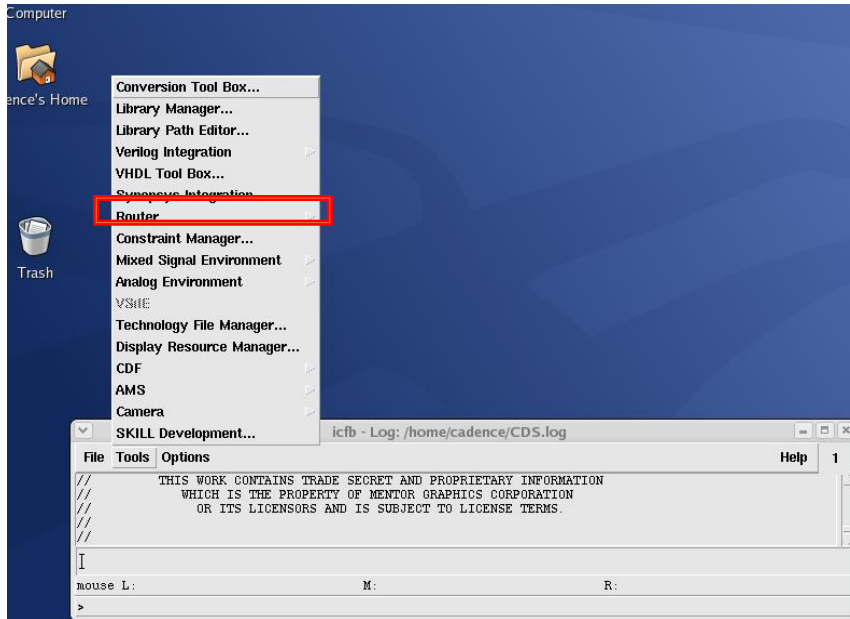 Computer
ence's Home
Trash
Conversion Tool Box...
Library Manager...
Library Path Editor...
Verilog Integration
VHDL Tool Box...
Synopsys Integration
Router
Constraint Manager...
Mixed Signal Environment
Analog Environment
VSdE
Technology File Manager...
Display Resource Manager...
CDF
AMS
Camera
SKILL Development...
icfb - Log: /home/cadence/CDS.log
File Tools Options Help 1
// THIS WORK CONTAINS TRADE SECRET AND PROPRIETARY INFORMATION
// WHICH IS THE PROPERTY OF MENTOR GRAPHICS CORPORATION
// OR ITS LICENSORS AND IS SUBJECT TO LICENSE TERMS.
//
//
mouse L: M: R:
>